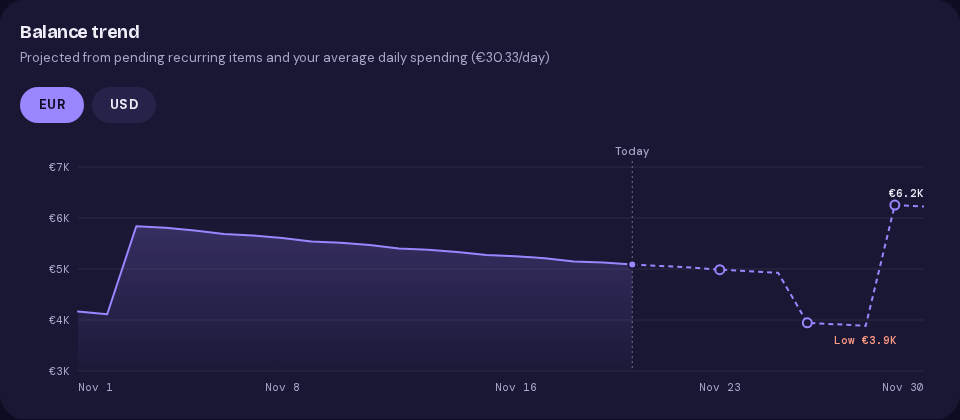 Balance trend
Projected from pending recurring items and your average daily spending (€30.33/day)
EUR USD
Today
€7K
€6.2K
€6K
€5K
€4K
Low €3.9K
€3K
Nov 1 Nov 8 Nov 16 Nov 23 Nov 30